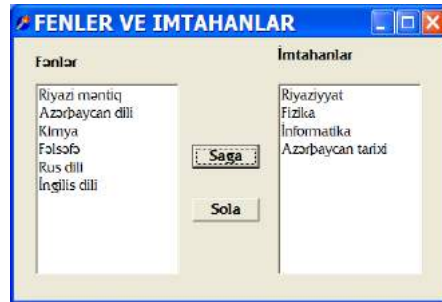 FENLER VE IMTAHANLAR
Fənlər
Riyazi məntiq
Azərbaycan dili
Kimya
Fəlsəfə
Rus dili
İngilis dili
Saga
Sola
İmtahanlar
Riyaziyyat
Fizika
İnformatika
Azərbaycan tarixi